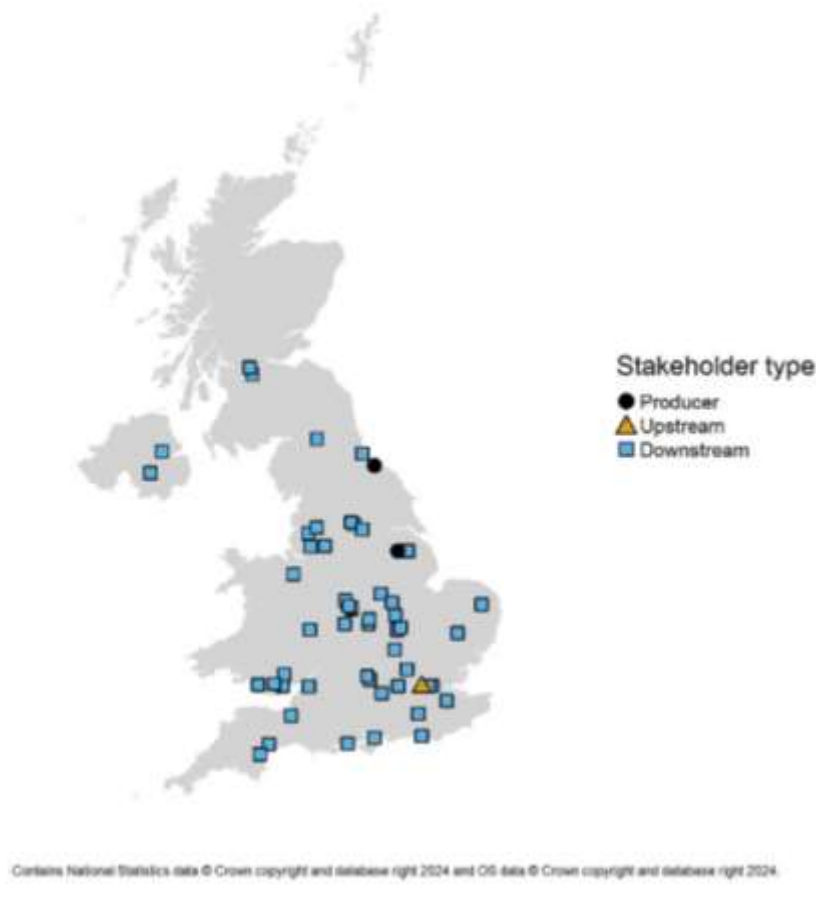 Stakeholder type
Producer
Upstream
Downstream
Contains National Statistics data © Crown copyright and database right 2024 and OS data © Crown copyright and database right 2024.